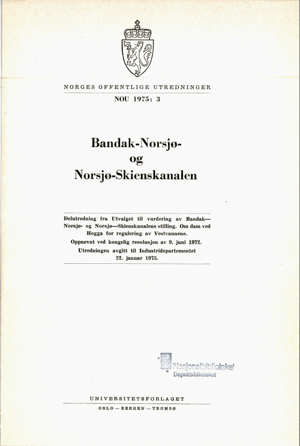 NORGES OFFENTLIGE UTREDNINGER
NOU 1975: 3
Bandak-Norsjø-
og
Norsjø-Skienskanalen
Delutredning fra Utvalget til vurdering av Bandak—
Norsjø- og Norsjø—Skienskanalens stilling. Om dam ved
Hogga for regulering av Vestvannene.
Oppnevnt ved kongelig resolusjon av 9. juni 1972.
Utredningen avgitt til Industridepartementet
22. januar 1975.
Nasjonalbiblioteket
Depotbiblioteket
UNIVERSITETSFORLAGET
OSLO — BERGEN — TROMSØ